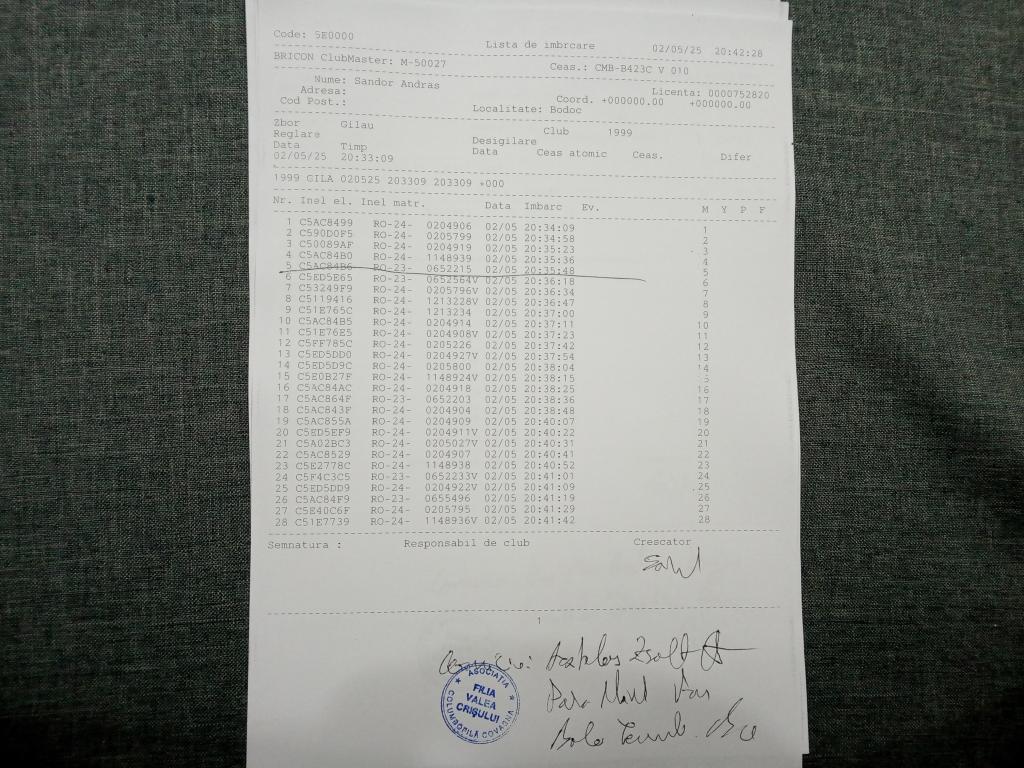 Code: 5E0000
Lista de imbrcare 02/05/25 20:42:28
BRICON ClubMaster: M-50027 Ceas.: CMB-B423C V 010
Nume: Sandor Andras Licenta: 0000752820
Adresa: Coord. +000000.00 +000000.00
Cod Post.: Localitate: Bodoc
Zbor Gilau Club 1999
Reglare Desigilare
Data Timp Data Ceas atomic Ceas. Difer
02/05/25 20:33:09
1999 GILA 020525 203309 203309 +000
Nr. Inel el. Inel matr. Data Imbarc Ev. M Y P F
1 C5AC8499 RO-24- 0204906 02/05 20:34:09 1
2 C590D0F5 RO-24- 0205799 02/05 20:34:58 2
3 C50089AF RO-24- 0204919 02/05 20:35:23 3
4 C5AC84B0 RO-24- 1148939 02/05 20:35:36 4
5 C5AC84B6 RO-23- 0652215 02/05 20:35:48 5
6 C5ED5E65 RO-23- 0652564V 02/05 20:36:18 6
7 C53249F9 RO-24- 0205796V 02/05 20:36:34 7
8 C5119416 RO-24- 1213228V 02/05 20:36:47 8
9 C51E765C RO-24- 1213234 02/05 20:37:00 9
10 C5AC84B5 RO-24- 0204914 02/05 20:37:11 10
11 C51E76E5 RO-24- 0204908V 02/05 20:37:23 11
12 C5FF785C RO-24- 0205226 02/05 20:37:42 12
13 C5ED5DD0 RO-24- 0204927V 02/05 20:37:54 13
14 C5ED5D9C RO-24- 0205800 02/05 20:38:04 14
15 C5E0B27F RO-24- 1148924V 02/05 20:38:15 15
16 C5AC84AC RO-24- 0204918 02/05 20:38:25 16
17 C5AC864F RO-23- 0652203 02/05 20:38:36 17
18 C5AC843F RO-24- 0204904 02/05 20:38:48 18
19 C5AC855A RO-24- 0204909 02/05 20:40:07 19
20 C5ED5EF9 RO-24- 0204911V 02/05 20:40:22 20
21 C5A02BC3 RO-24- 0205027V 02/05 20:40:31 21
22 C5AC8529 RO-24- 0204907 02/05 20:40:41 22
23 C5E2778C RO-24- 1148938 02/05 20:40:52 23
24 C5F4C3C5 RO-23- 0652233V 02/05 20:41:01 24
25 C5ED5DD9 RO-24- 0204922V 02/05 20:41:09 25
26 C5AC84F9 RO-23- 0655496 02/05 20:41:19 26
27 C5E40C6F RO-24- 0205795 02/05 20:41:29 27
28 C51E7739 RO-24- 1148936V 02/05 20:41:42 28
Semnatura : Responsabil de club Crescator
1
Zsolt
ASOCIAȚIA
FILIA
VALEA
CRIȘULUI
COLUMBOFILĂ COVASNA